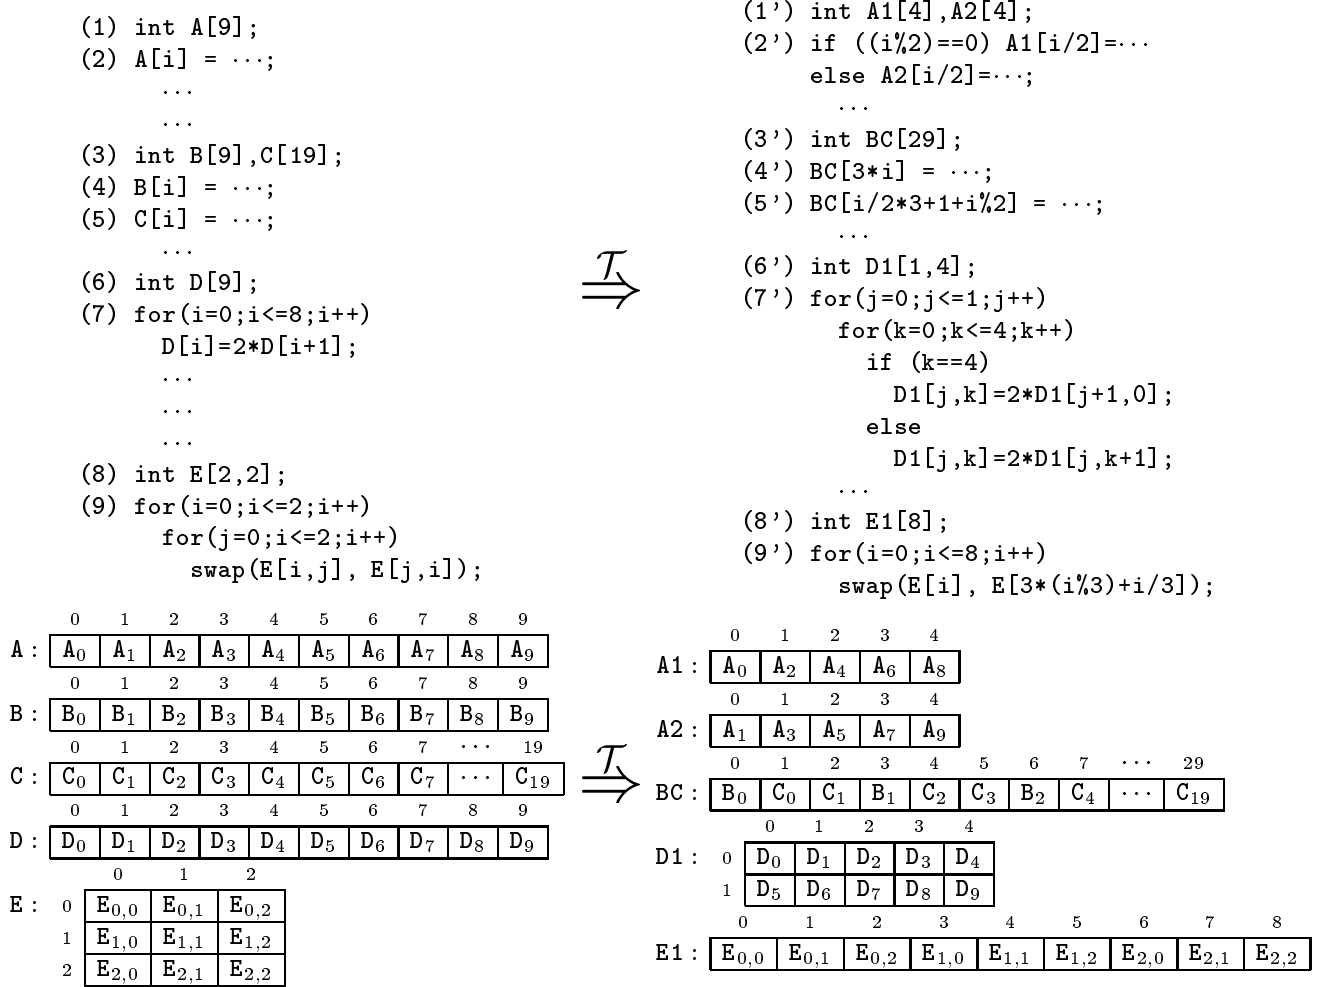 (1) int A[9];
(2) A[i] = ···;
···
···
(3) int B[9],C[19];
(4) B[i] = ···;
(5) C[i] = ···;
···
(6) int D[9];
(7) for(i=0;i<=8;i++)
D[i]=2*D[i+1];
···
···
···
(8) int E[2,2];
(9) for(i=0;i<=2;i++)
for(j=0;i<=2;i++)
swap(E[i,j], E[j,i]);
T
⇒
(1') int A1[4],A2[4];
(2') if ((i%2)==0) A1[i/2]=···
else A2[i/2]=···;
···
(3') int BC[29];
(4') BC[3*i] = ···;
(5') BC[i/2*3+1+i%2] = ···;
···
(6') int D1[1,4];
(7') for(j=0;j<=1;j++)
for(k=0;k<=4;k++)
if (k==4)
D1[j,k]=2*D1[j+1,0];
else
D1[j,k]=2*D1[j,k+1];
···
(8') int E1[8];
(9') for(i=0;i<=8;i++)
swap(E[i], E[3*(i%3)+i/3]);
0 1 2 3 4 5 6 7 8 9
A: A0 A1 A2 A3 A4 A5 A6 A7 A8 A9
0 1 2 3 4 5 6 7 8 9
B: B0 B1 B2 B3 B4 B5 B6 B7 B8 B9
0 1 2 3 4 5 6 7 ··· 19
C: C0 C1 C2 C3 C4 C5 C6 C7 ··· C19
0 1 2 3 4 5 6 7 8 9
D: D0 D1 D2 D3 D4 D5 D6 D7 D8 D9
0 1 2
E: 0 E0,0 E0,1 E0,2
1 E1,0 E1,1 E1,2
2 E2,0 E2,1 E2,2
T
⇒
0 1 2 3 4
A1: A0 A2 A4 A6 A8
0 1 2 3 4
A2: A1 A3 A5 A7 A9
0 1 2 3 4 5 6 7 ··· 29
BC: B0 C0 C1 B1 C2 C3 B2 C4 ··· C19
0 1 2 3 4
D1: 0 D0 D1 D2 D3 D4
1 D5 D6 D7 D8 D9
0 1 2 3 4 5 6 7 8
E1: E0,0 E0,1 E0,2 E1,0 E1,1 E1,2 E2,0 E2,1 E2,2